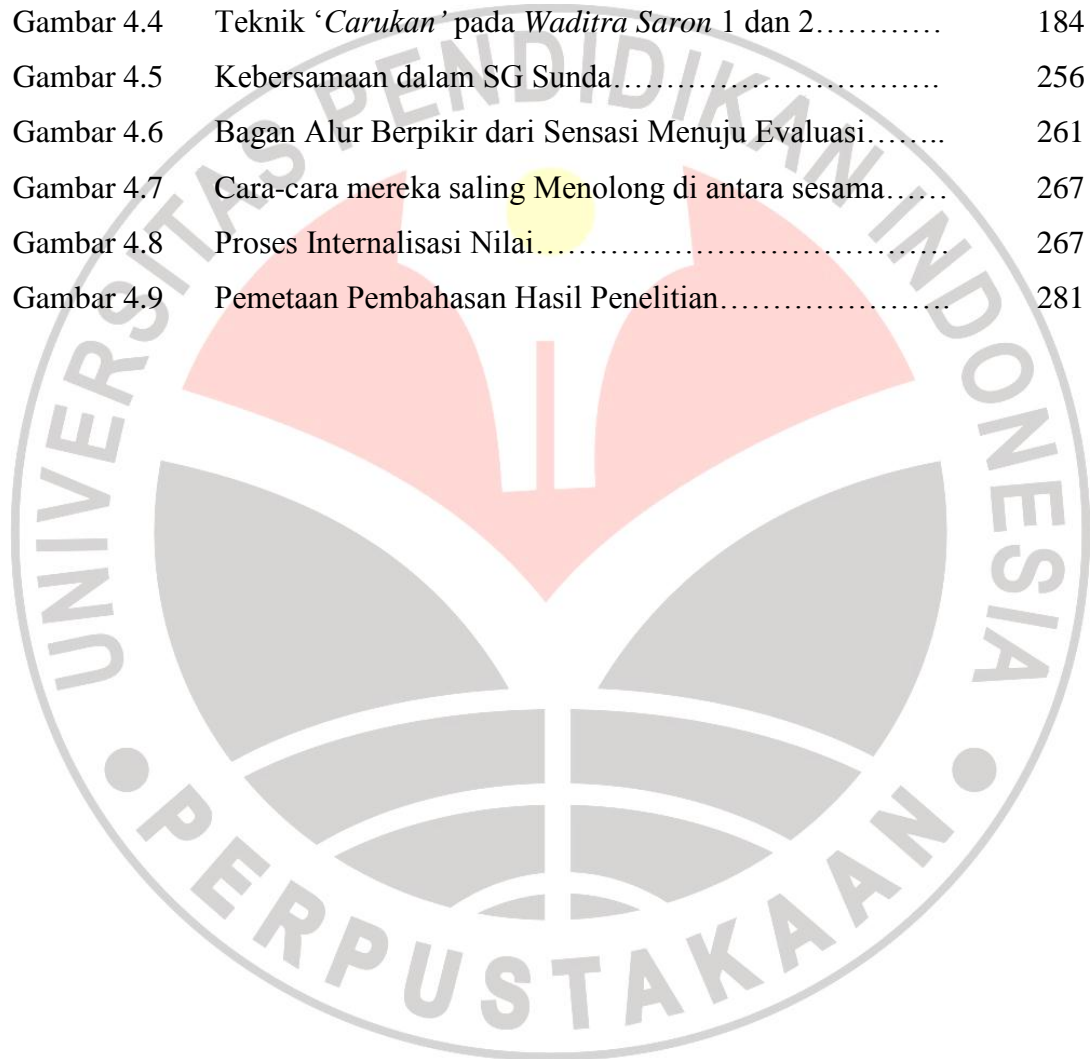 Gambar 4.4 Teknik ‘Carukan’ pada Waditra Saron 1 dan 2………… 184
Gambar 4.5 Kebersamaan dalam SG Sunda…………………………. 256
Gambar 4.6 Bagan Alur Berpikir dari Sensasi Menuju Evaluasi…….. 261
Gambar 4.7 Cara-cara mereka saling Menolong di antara sesama…… 267
Gambar 4.8 Proses Internalisasi Nilai………………………………… 267
Gambar 4.9 Pemetaan Pembahasan Hasil Penelitian…………………. 281
UNIVERSITAS PENDIDIKAN INDONESIA
PERPUSTAKAAN